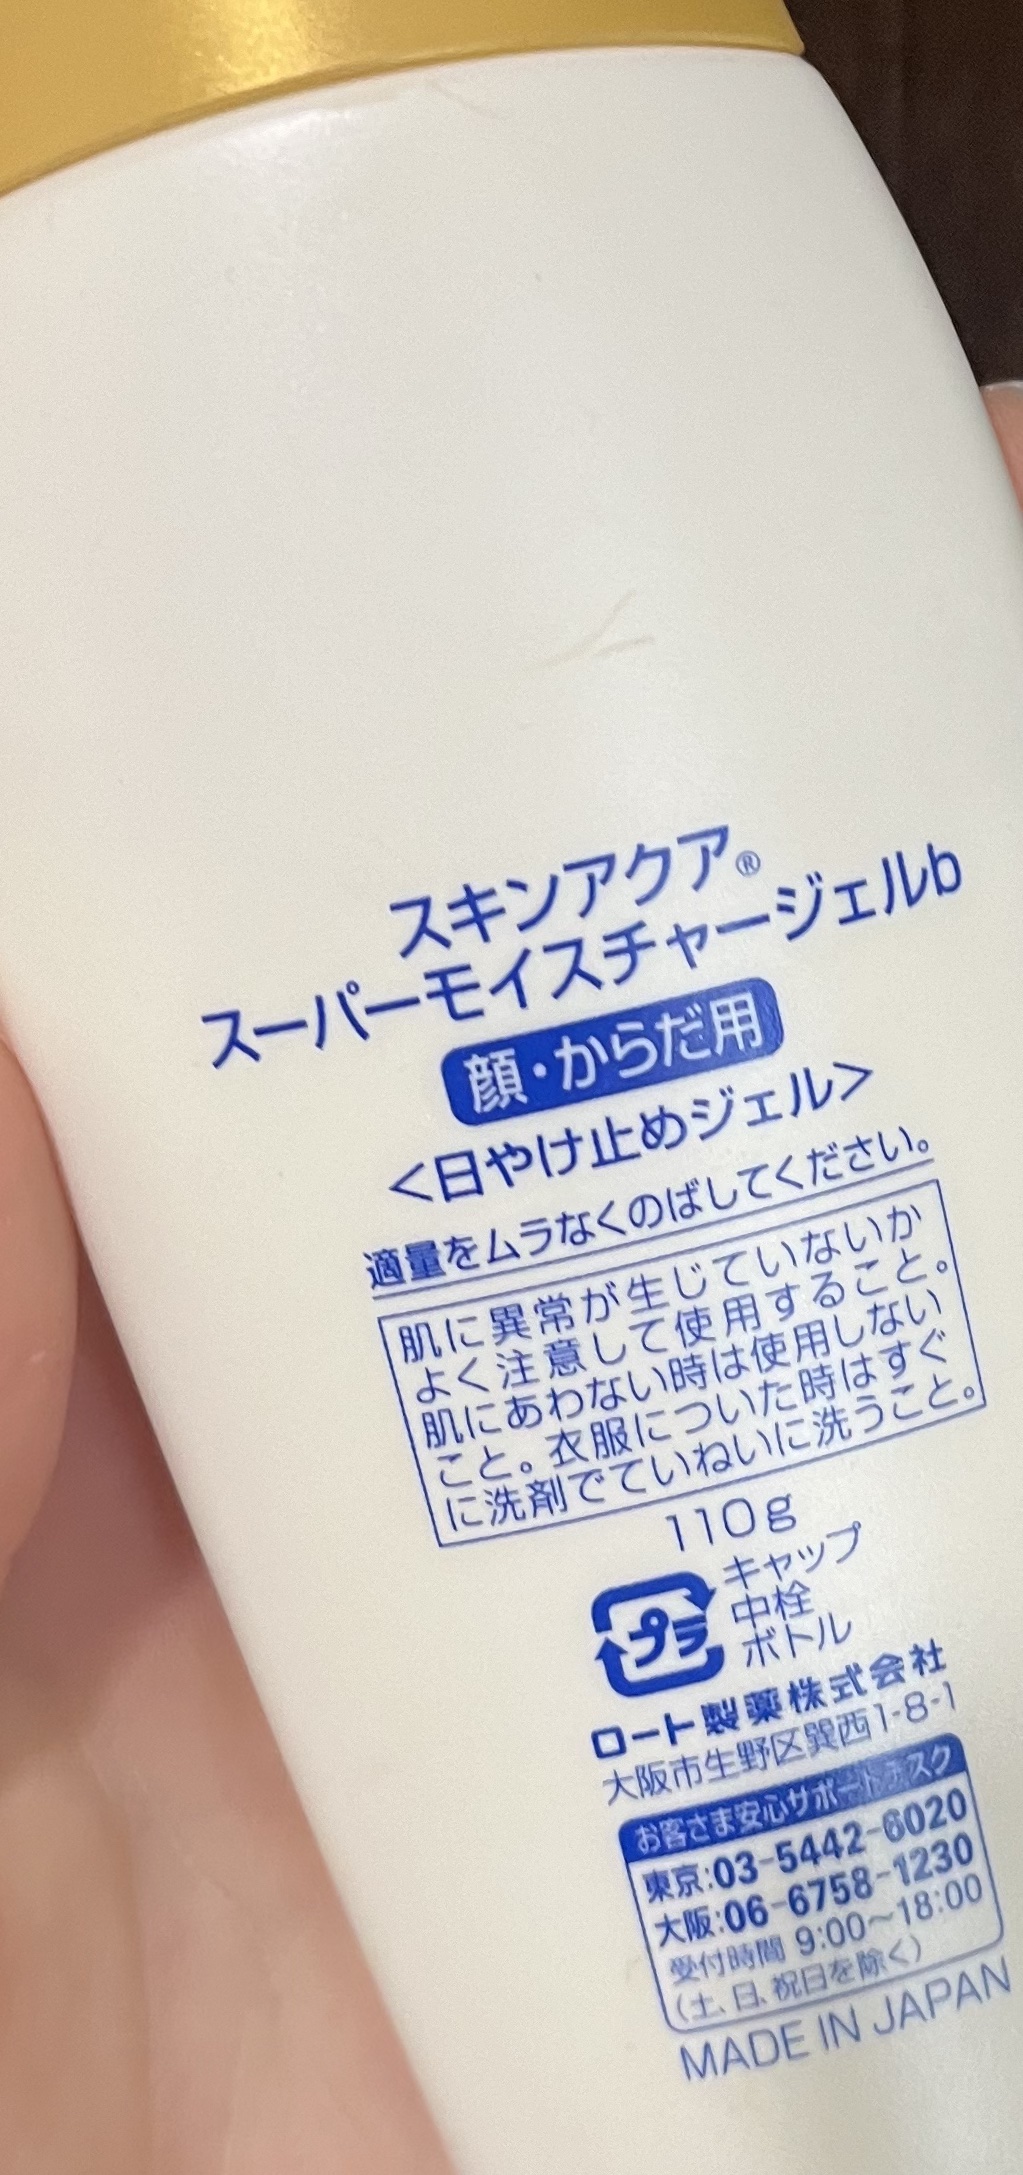 スキンアクア®
スーパーモイスチャージェルb
顔・からだ用
<日やけ止めジェル>
適量をムラなくのばしてください。
肌に異常が生じていないか
よく注意して使用すること。
肌にあわない時は使用しない
こと。衣服についた時はすぐ
に洗剤でていねいに洗うこと。
110g
プラ
キャップ
中栓
ボトル
ロート製薬株式会社
大阪市生野区巽西1-8-1
お客さま安心サポートデスク
東京:03-5442-6020
大阪:06-6758-1230
受付時間 9:00~18:00
(土、日、祝日を除く)
MADE IN JAPAN